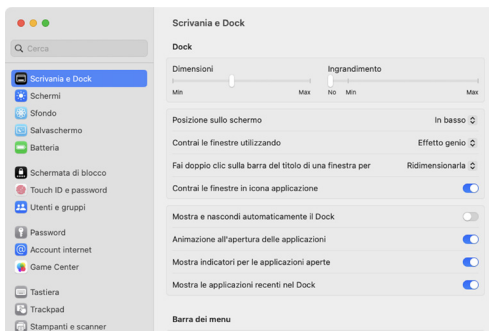 Scrivania e Dock
Cerca
Scrivania e Dock
Schermi
Sfondo
Salvaschermo
Batteria
Schermata di blocco
Touch ID e password
Utenti e gruppi
Password
Account internet
Game Center
Tastiera
Trackpad
Stampanti e scanner
Dock
Dimensioni Ingrandimento
Min Max No Min Max
Posizione sullo schermo In basso
Contrai le finestre utilizzando Effetto genio
Fai doppio clic sulla barra del titolo di una finestra per Ridimensionarla
Contrai le finestre in icona applicazione
Mostra e nascondi automaticamente il Dock
Animazione all'apertura delle applicazioni
Mostra indicatori per le applicazioni aperte
Mostra le applicazioni recenti nel Dock
Barra dei menu